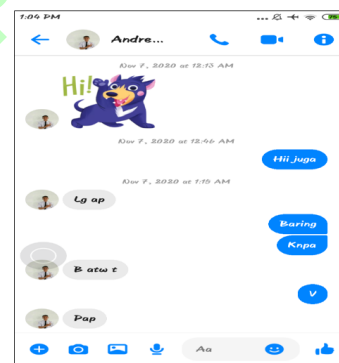 1:04 PM
Andre...
Nov 7, 2020 at 12:13 AM
Hi!
Nov 7, 2020 at 12:46 AM
Hii juga
Nov 7, 2020 at 1:15 AM
Lg ap
Baring
Knpa
B atw t
V
Pap
Aa